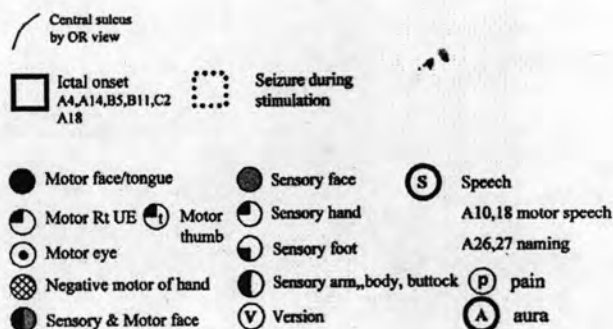 Central sulcus
by OR view
Ictal onset
A4,A14,B5,B11,C2
A18
Seizure during
stimulation
Motor face/tongue
Motor Rt UE
t
Motor
thumb
Motor eye
Negative motor of hand
Sensory & Motor face
Sensory face
Sensory hand
Sensory foot
Sensory arm,,body, buttock
V Version
S Speech
A10,18 motor speech
A26,27 naming
p pain
A aura